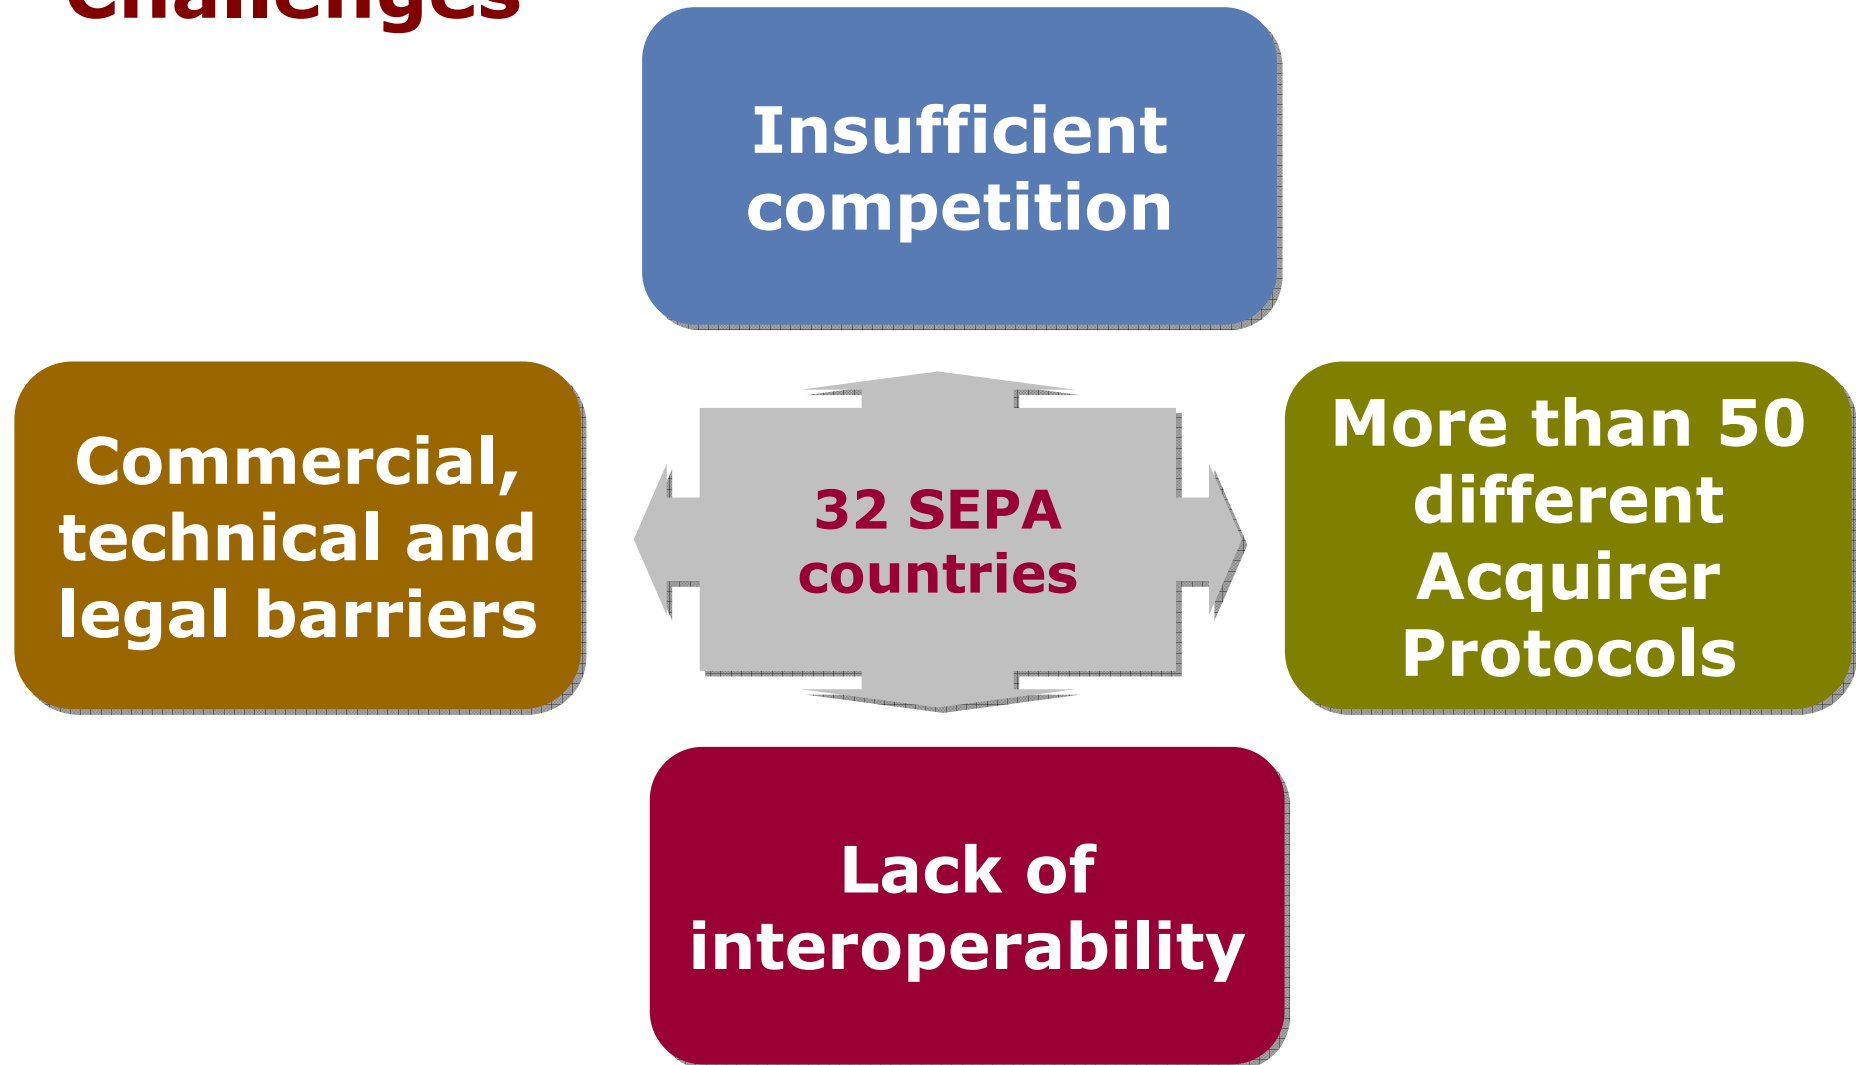 Challenges
Insufficient
competition
Commercial,
technical and
legal barriers
32 SEPA
countries
More than 50
different
Acquirer
Protocols
Lack of
interoperability